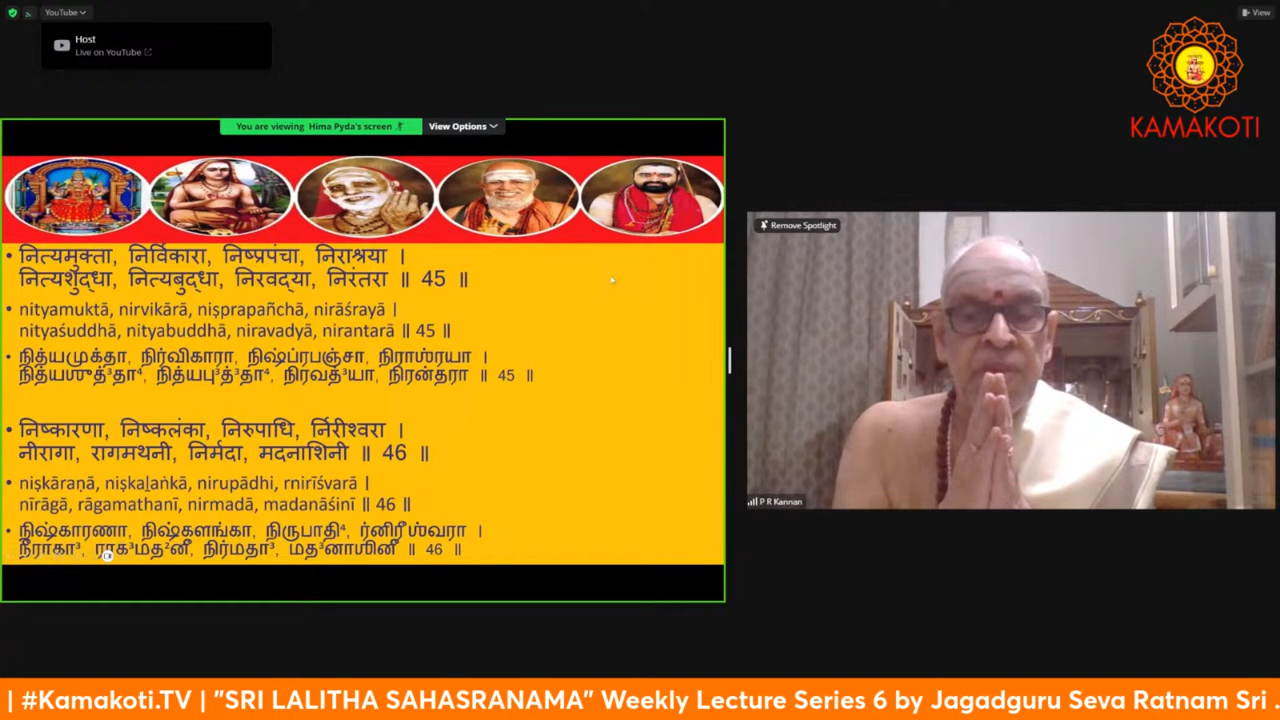 YouTube
View
Host
Live on YouTube
KAMAKOTI
You are viewing Hima Pyda's screen
View Options
• नित्यमुक्ता, निर्विकारा, निष्प्रपंचा, निराश्रया ।
नित्यशुद्धा, नित्यबुद्धा, निरवद्या, निरंतरा ॥ 45 ॥
• nityamuktā, nirvikārā, niṣprapañchā, nirāśrayā |
nityaśuddhā, nityabuddhā, niravadyā, nirantarā ‖ 45 ‖
• நித்யமுக்தா, நிர்விகாரா, நிஷ்ப்ரபஞ்சா, நிராஶ்ரயா ।
நித்யஶுத்³தா⁴, நித்யபு³த்³தா⁴, நிரவத்³யா, நிரன்தரா ॥ 45 ॥
• निष्कारणा, निष्कलंका, निरुपाधि, र्निरीश्वरा ।
नीरागा, रागमथनी, निर्मदा, मदनाशिनी ॥ 46 ॥
• niṣkāraṇā, niṣkaḻaṅkā, nirupādhi, rnirīśvarā |
nīrāgā, rāgamathanī, nirmadā, madanāśinī ‖ 46 ‖
• நிஷ்காரணா, நிஷ்களங்கா, நிருபாதி⁴, ர்னிரீஶ்வரா ।
நீராகா³, ராக³மத²னீ, நிர்மதா³, மத³னாஶினீ ॥ 46 ॥
Remove Spotlight
P R Kannan
| #Kamakoti.TV | "SRI LALITHA SAHASRANAMA" Weekly Lecture Series 6 by Jagadguru Seva Ratnam Sri .